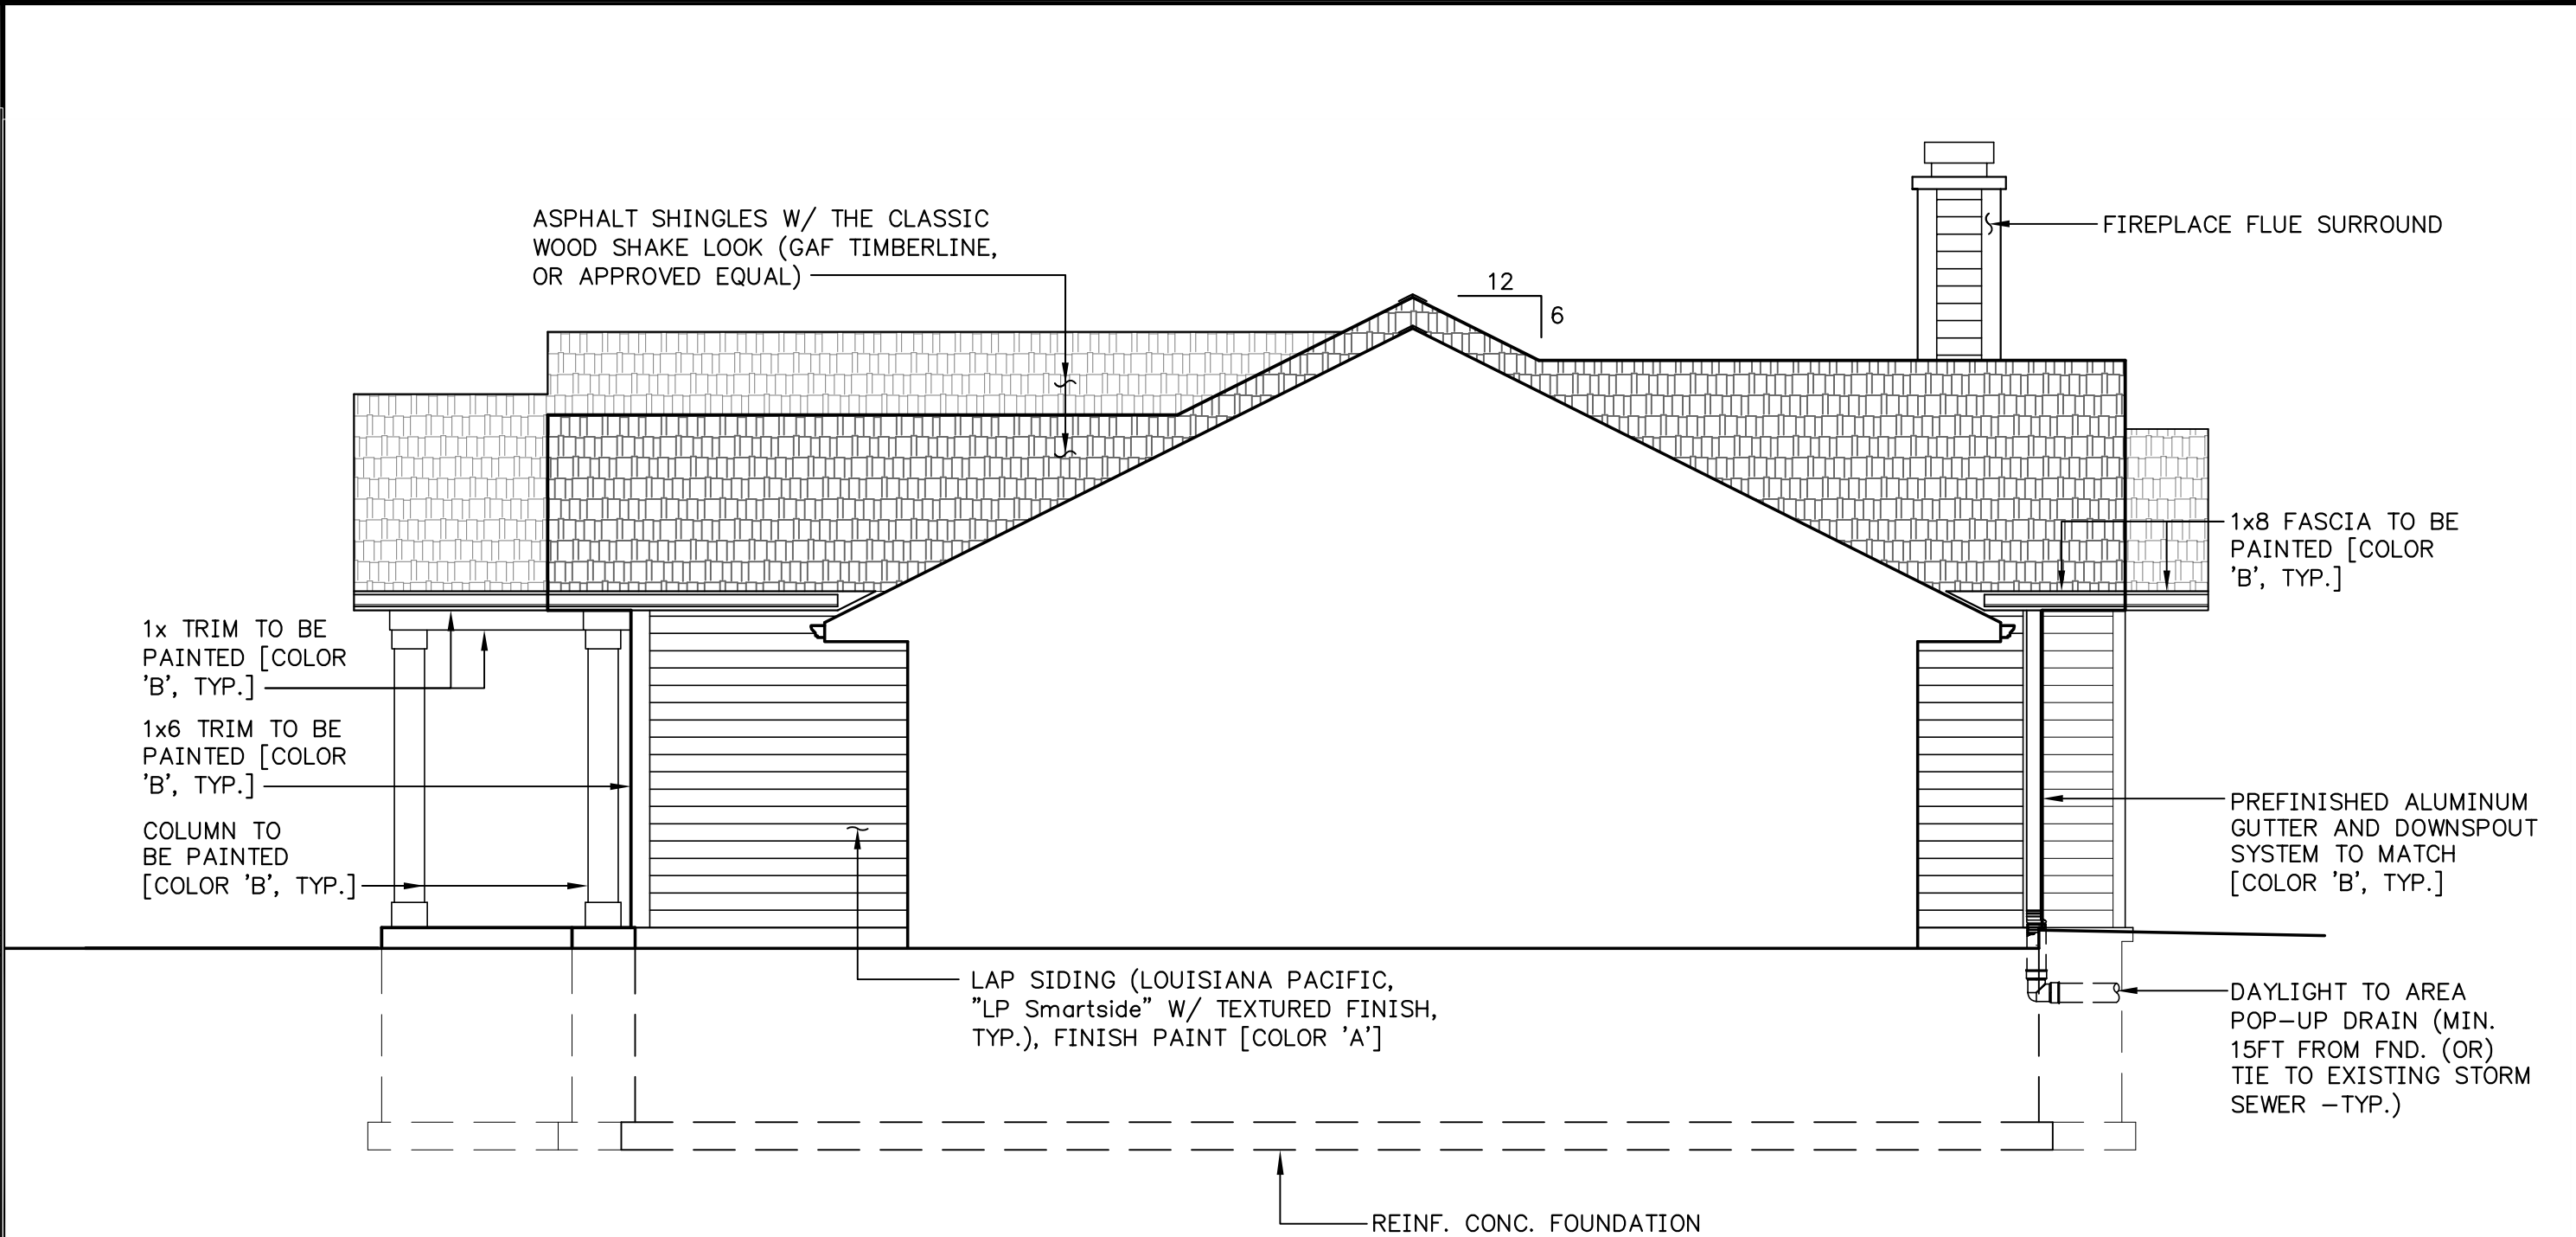 ASPHALT SHINGLES W/ THE CLASSIC
WOOD SHAKE LOOK (GAF TIMBERLINE,
OR APPROVED EQUAL)
FIREPLACE FLUE SURROUND
12
6
1x8 FASCIA TO BE
PAINTED [COLOR
'B', TYP.]
1x TRIM TO BE
PAINTED [COLOR
'B', TYP.]
1x6 TRIM TO BE
PAINTED [COLOR
'B', TYP.]
COLUMN TO
BE PAINTED
[COLOR 'B', TYP.]
PREFINISHED ALUMINUM
GUTTER AND DOWNSPOUT
SYSTEM TO MATCH
[COLOR 'B', TYP.]
LAP SIDING (LOUISIANA PACIFIC,
"LP Smartside" W/ TEXTURED FINISH,
TYP.), FINISH PAINT [COLOR 'A']
DAYLIGHT TO AREA
POP-UP DRAIN (MIN.
15FT FROM FND. (OR)
TIE TO EXISTING STORM
SEWER -TYP.)
REINF. CONC. FOUNDATION